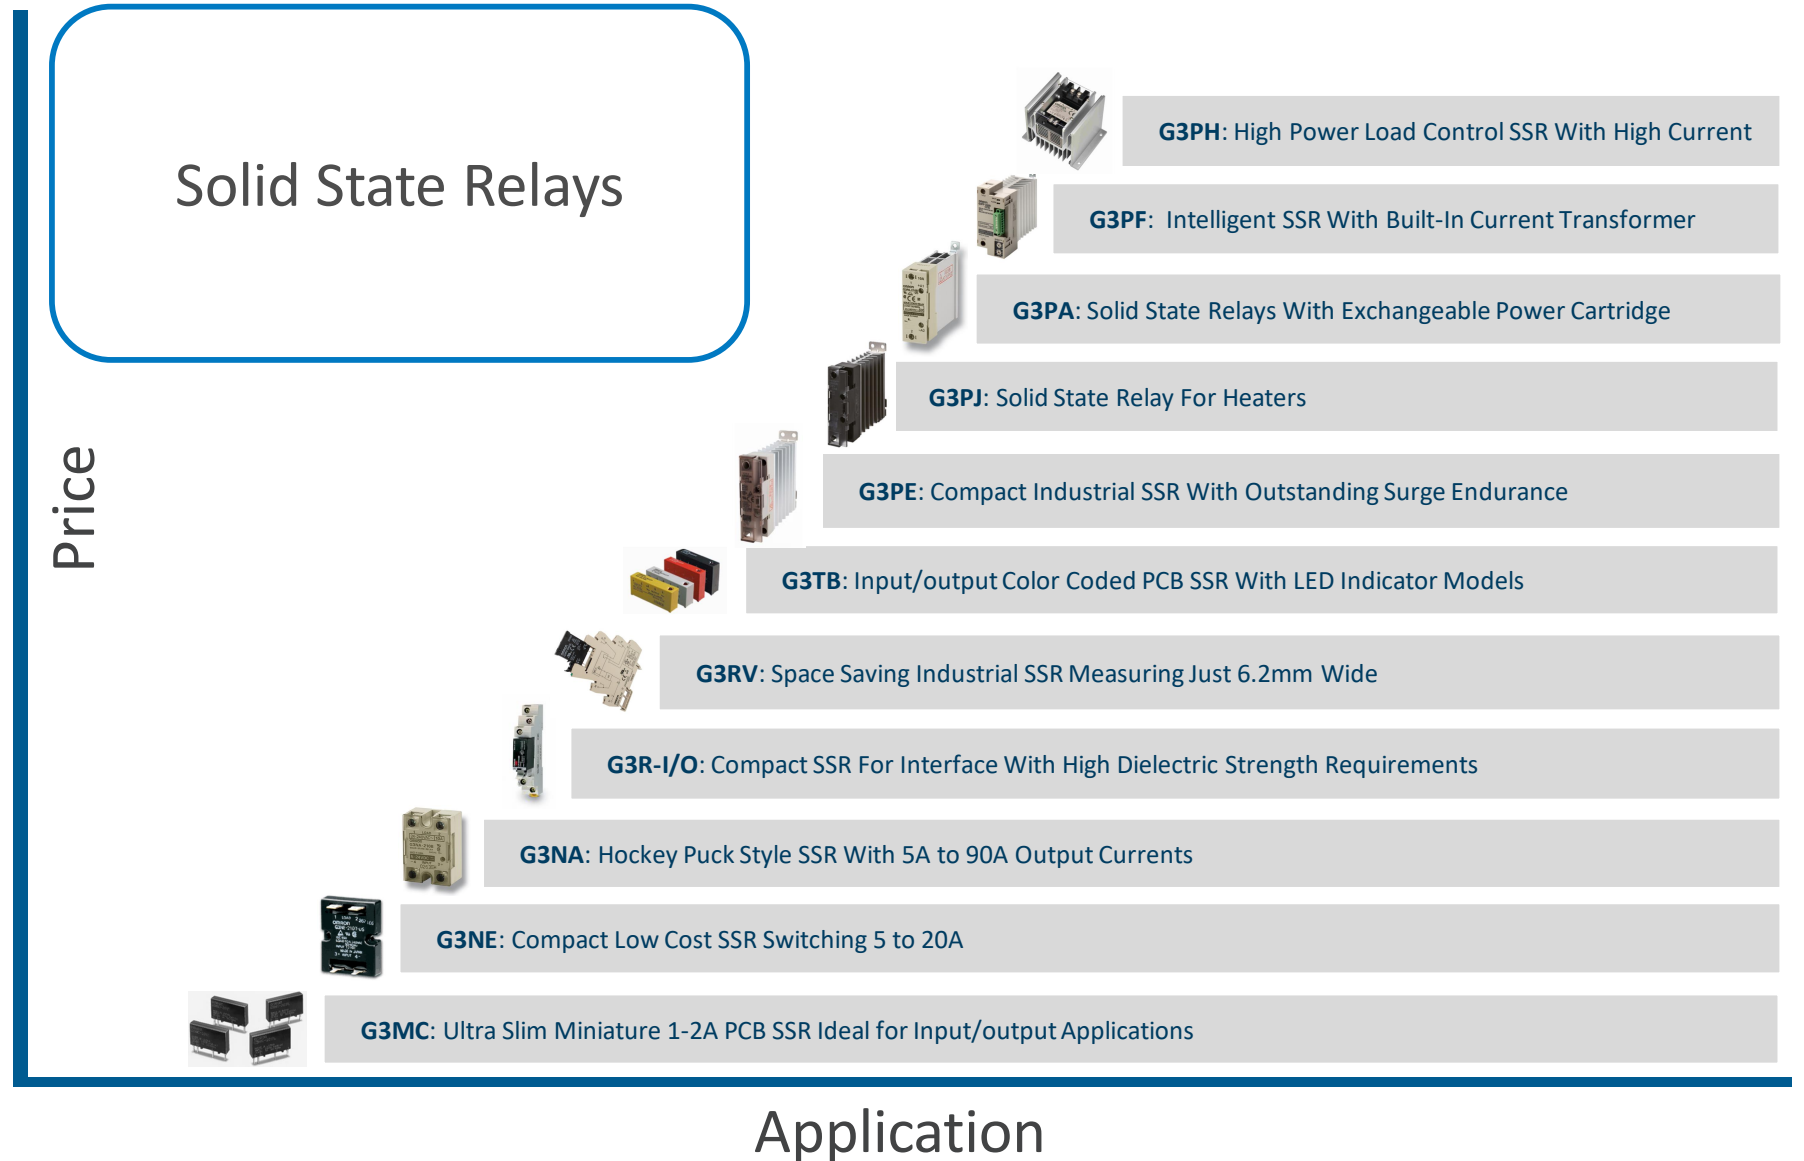 Solid State Relays
G3PH: High Power Load Control SSR With High Current
G3PF:  Intelligent SSR With Built-In Current Transformer
G3PA: Solid State Relays With Exchangeable Power Cartridge
G3PJ: Solid State Relay For Heaters
Price
G3PE: Compact Industrial SSR With Outstanding Surge Endurance
G3TB: Input/output Color Coded PCB SSR With LED Indicator Models
G3RV: Space Saving Industrial SSR Measuring Just 6.2mm Wide
G3R-I/O: Compact SSR For Interface With High Dielectric Strength Requirements
G3NA: Hockey Puck Style SSR With 5A to 90A Output Currents
G3NE: Compact Low Cost SSR Switching 5 to 20A
G3MC: Ultra Slim Miniature 1-2A PCB SSR Ideal for Input/output Applications
Application